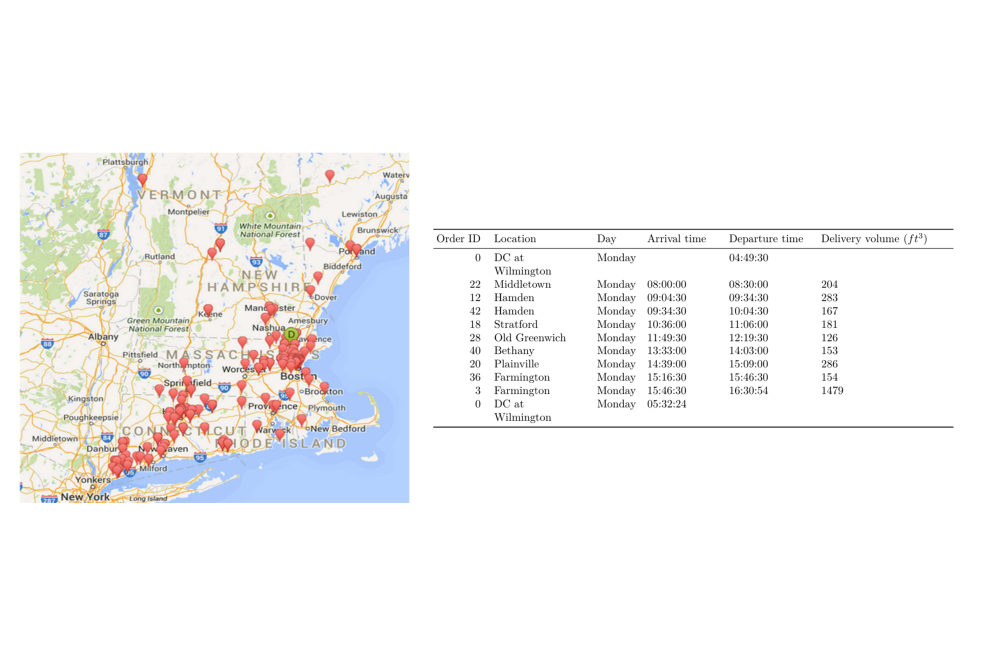 Plattsburgh
Waterv
VERMONT
Augusta
Montpelier
Lewiston
87
91
White Mountain
National Forest
Brunswick
Rutland
93
Portland
Biddeford
NEW
HAMPSHIRE
Saratoga
Springs
Dover
Keene
Manchester
Green Mountain
National Forest
Amesbury
Nashua
Albany
D
Lawrence
88
Pittsfield
MASSACHUSETTS
Northampton
90
Worcester
Boston
Springfield
90
Kingston
Brockton
Poughkeepsie
Providence
Plymouth
CONNECTICUT
Warwick
New Bedford
Middletown
84
RHODE ISLAND
Danbury
New Haven
95
Milford
Yonkers
95
New York
287
Long Island
Order ID Location Day Arrival time Departure time Delivery volume (ft³)
0 DC at Monday 04:49:30
Wilmington
22 Middletown Monday 08:00:00 08:30:00 204
12 Hamden Monday 09:04:30 09:34:30 283
42 Hamden Monday 09:34:30 10:04:30 167
18 Stratford Monday 10:36:00 11:06:00 181
28 Old Greenwich Monday 11:49:30 12:19:30 126
40 Bethany Monday 13:33:00 14:03:00 153
20 Plainville Monday 14:39:00 15:09:00 286
36 Farmington Monday 15:16:30 15:46:30 154
3 Farmington Monday 15:46:30 16:30:54 1479
0 DC at Monday 05:32:24
Wilmington